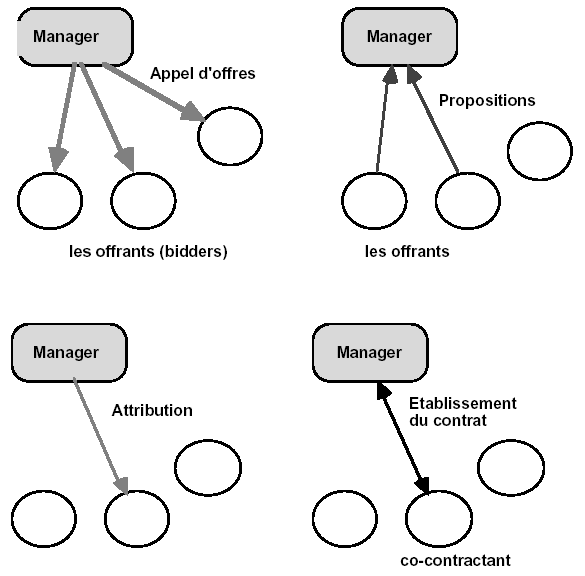 Manager
Appel d'offres
les offrants (bidders)
Manager
Propositions
les offrants
Manager
Attribution
Manager
Etablissement
du contrat
co-contractant